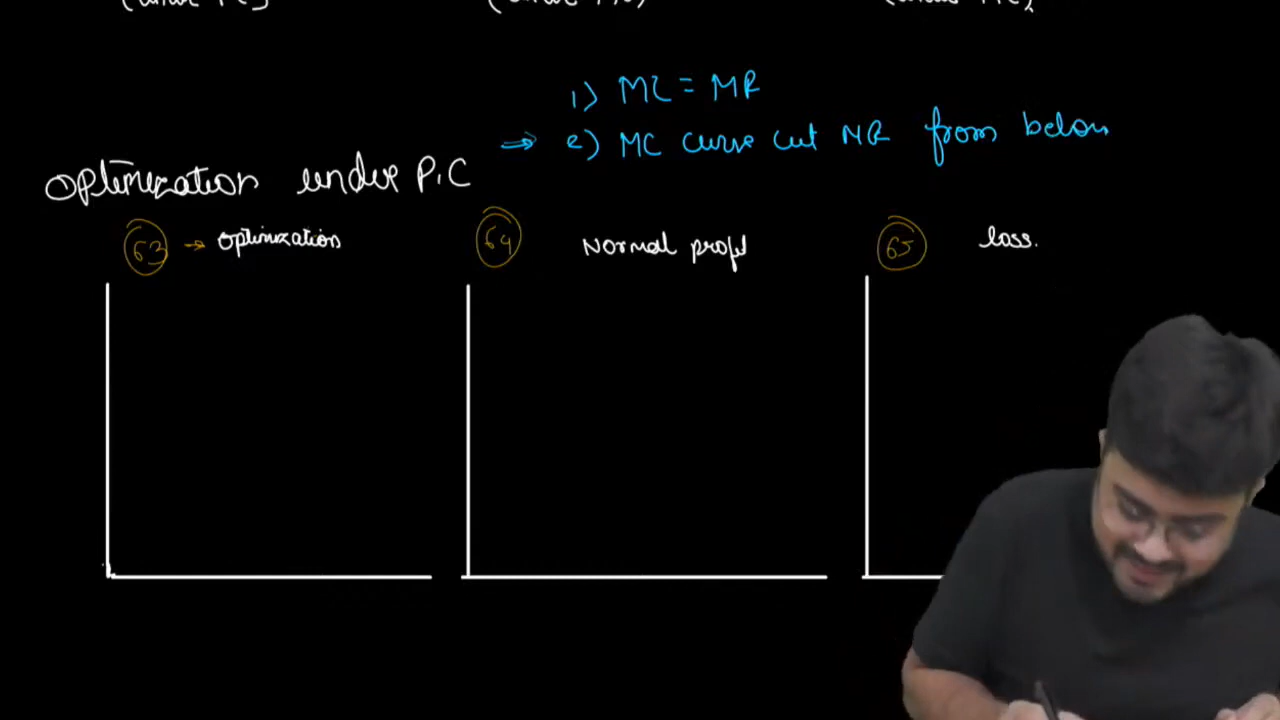 1) MC = MR
⇒ 2) MC curve cut MR from below
Optimization under P.C
63 → optimization
64 Normal profit
65 loss.